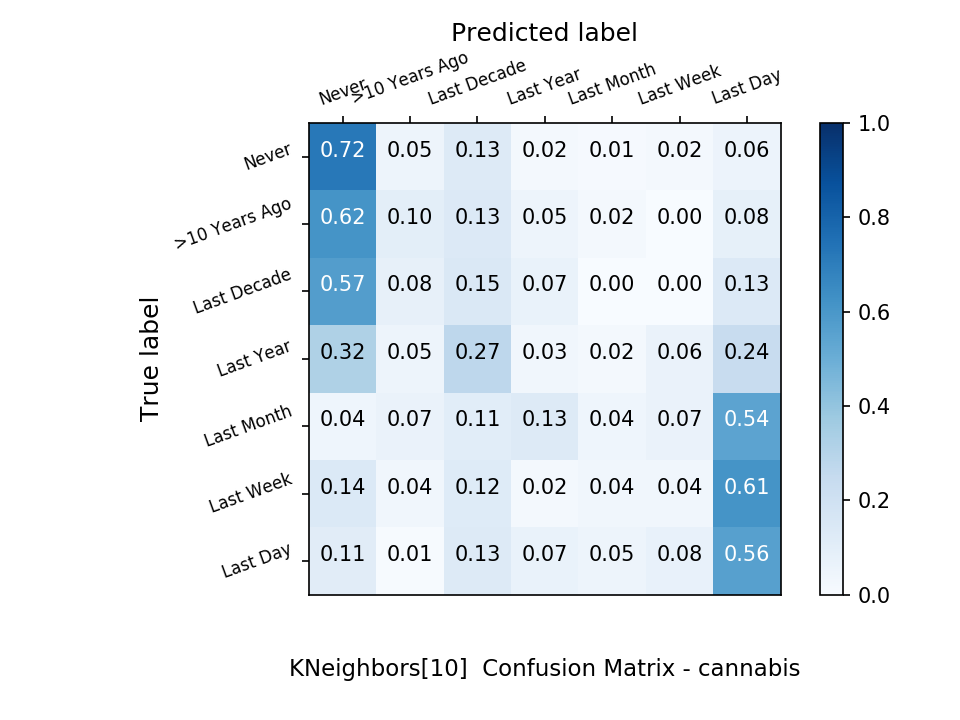 Predicted label
Never >10 Years Ago Last Decade Last Year Last Month Last Week Last Day
Never 0.72 0.05 0.13 0.02 0.01 0.02 0.06
>10 Years Ago 0.62 0.10 0.13 0.05 0.02 0.00 0.08
Last Decade 0.57 0.08 0.15 0.07 0.00 0.00 0.13
Last Year 0.32 0.05 0.27 0.03 0.02 0.06 0.24
Last Month 0.04 0.07 0.11 0.13 0.04 0.07 0.54
Last Week 0.14 0.04 0.12 0.02 0.04 0.04 0.61
Last Day 0.11 0.01 0.13 0.07 0.05 0.08 0.56
True label
1.0
0.8
0.6
0.4
0.2
0.0
KNeighbors[10]  Confusion Matrix - cannabis